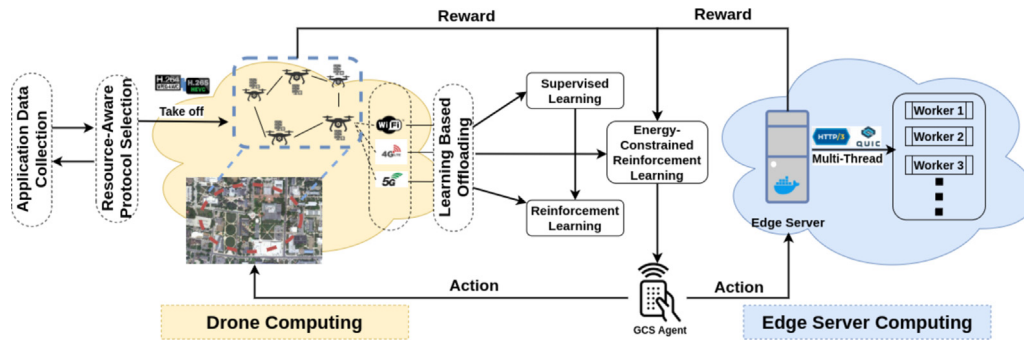 Reward
Reward
Application Data
Collection
Resource-Aware
Protocol Selection
H.264
H.265
HEVC
Take off
WiFi
4G
5G
Learning Based
Offloading
Supervised
Learning
Energy-
Constrained
Reinforcement
Learning
Reinforcement
Learning
HTTP/3
QUIC
Multi-Thread
Worker 1
Worker 2
Worker 3
Edge Server
Action
Action
GCS Agent
Drone Computing
Edge Server Computing